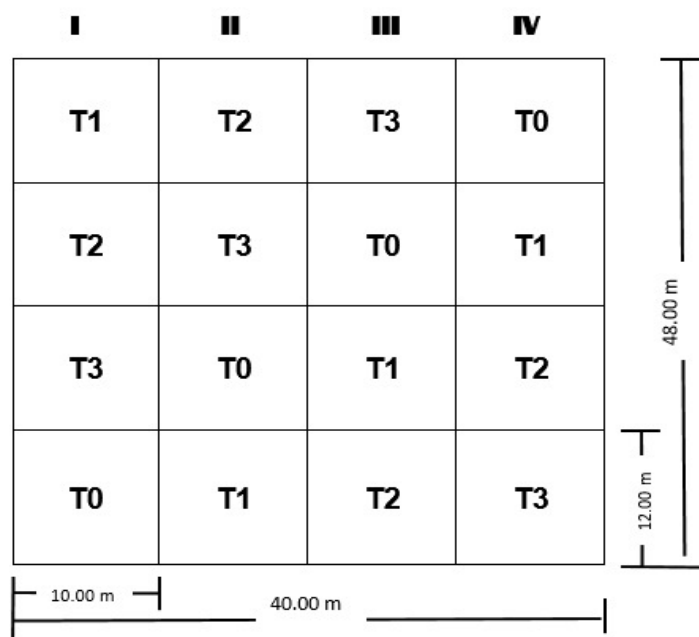 I II III IV
T1 T2 T3 T0
T2 T3 T0 T1
T3 T0 T1 T2
T0 T1 T2 T3
48.00 m
12.00 m
10.00 m
40.00 m